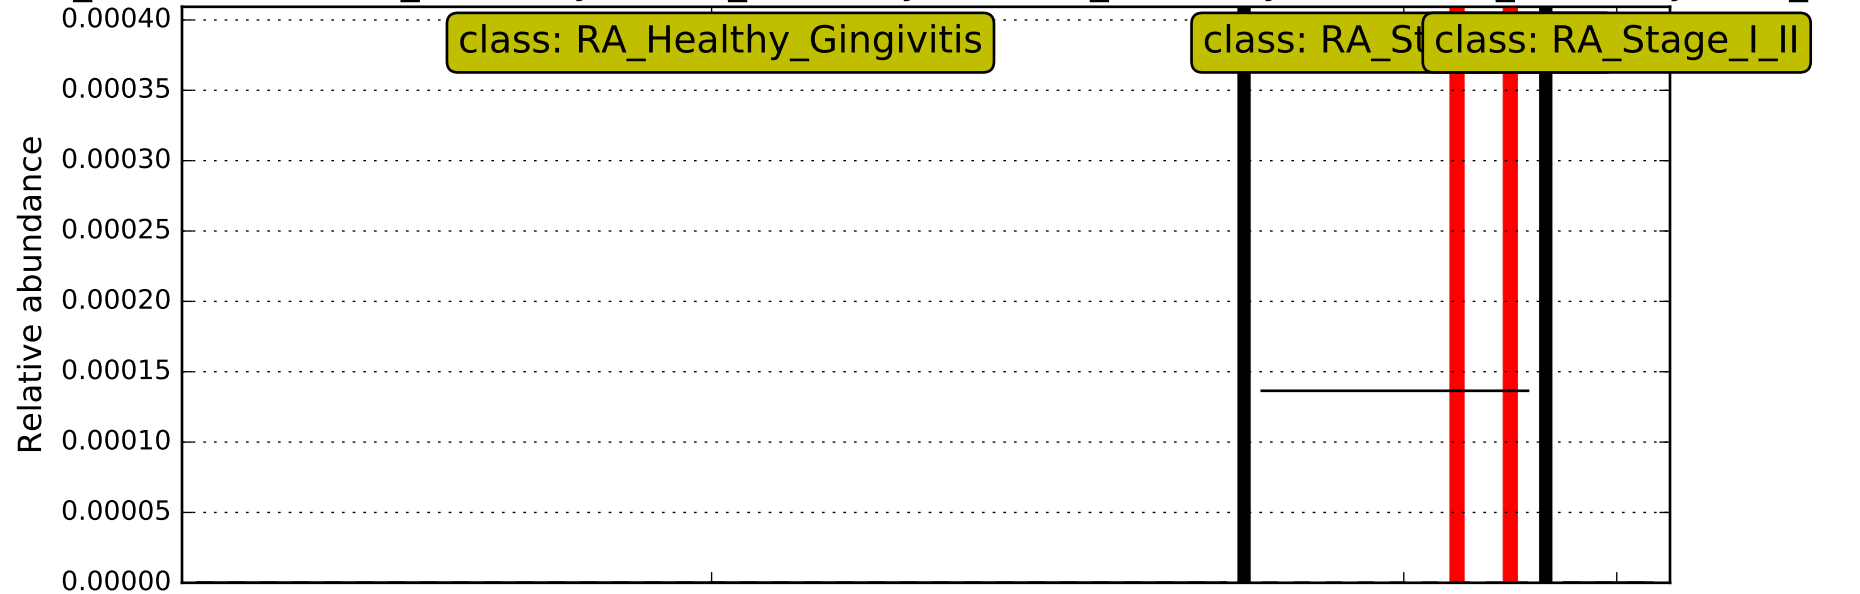 0.00040
class: RA_Healthy_Gingivitis
class: RA_St
class: RA_Stage_I_II
0.00035
0.00030
0.00025
0.00020
0.00015
0.00010
0.00005
0.00000
Relative abundance